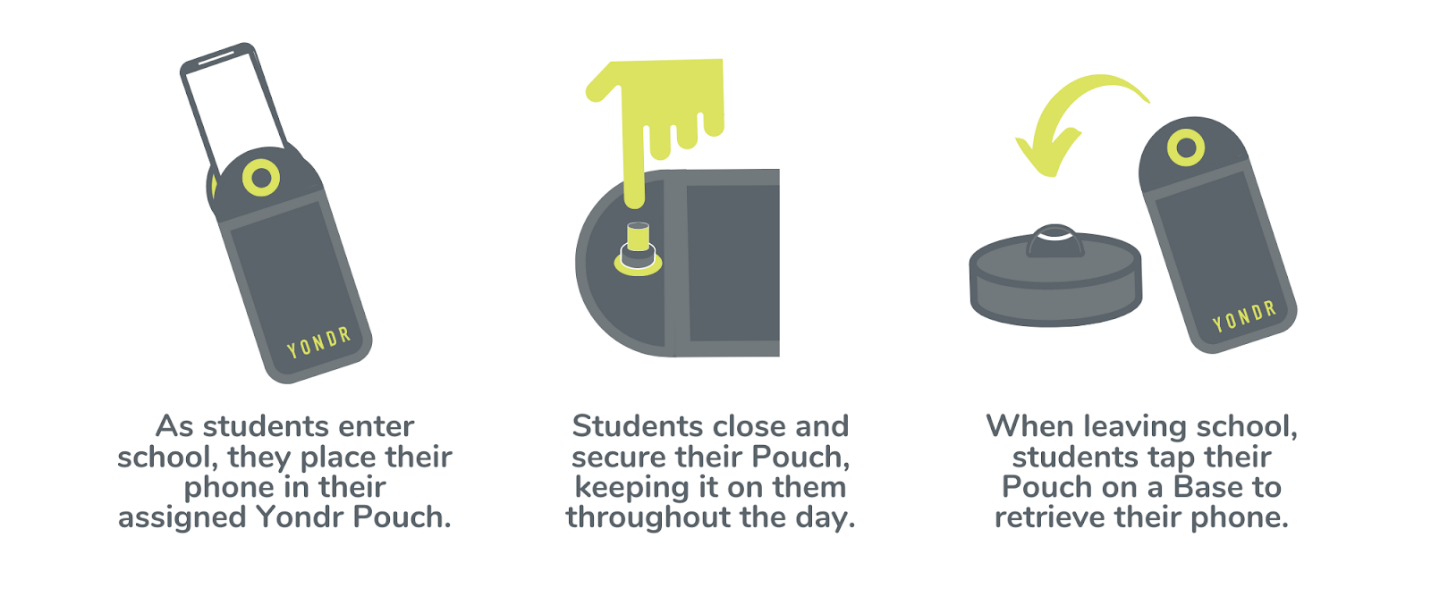 YONDR
YONDR
As students enter
school, they place their
phone in their
assigned Yondr Pouch.
Students close and
secure their Pouch,
keeping it on them
throughout the day.
When leaving school,
students tap their
Pouch on a Base to
retrieve their phone.